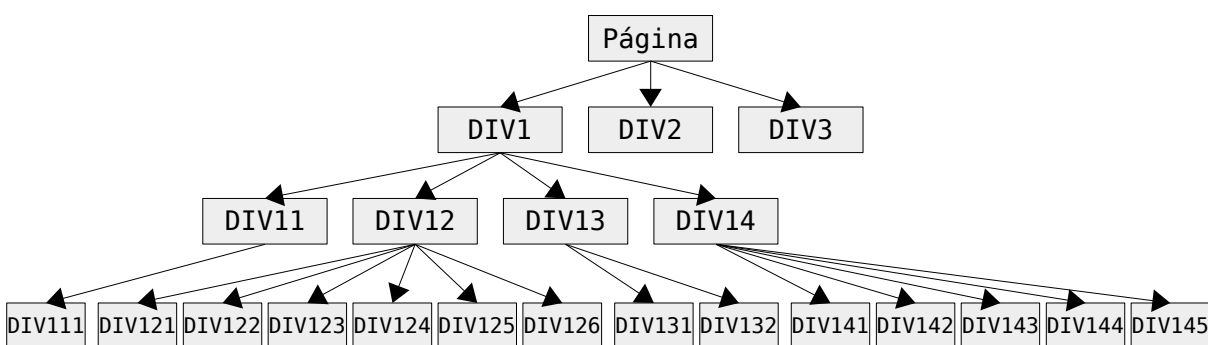 Página
DIV1 DIV2 DIV3
DIV11 DIV12 DIV13 DIV14
DIV111 DIV121 DIV122 DIV123 DIV124 DIV125 DIV126 DIV131 DIV132 DIV141 DIV142 DIV143 DIV144 DIV145